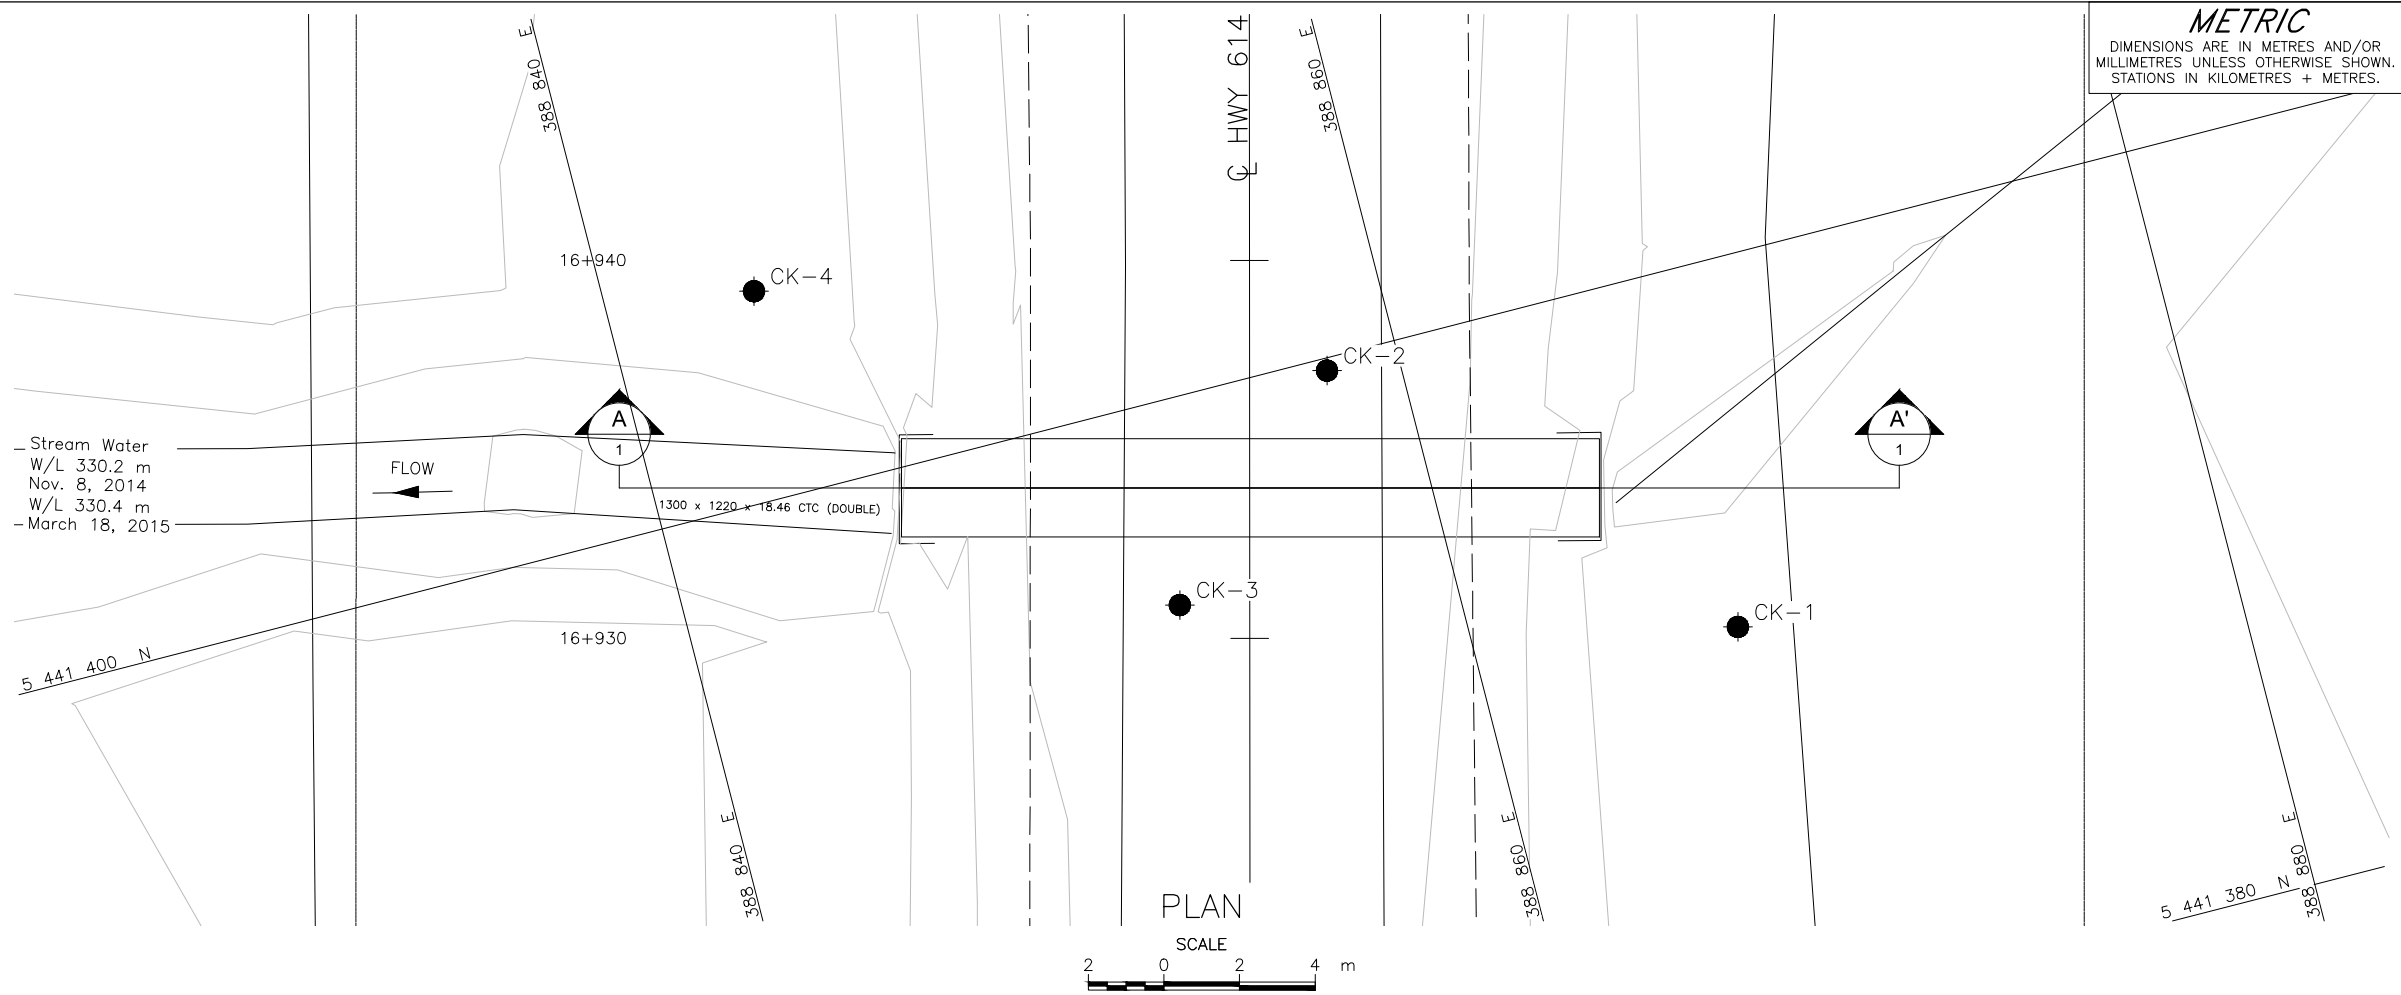 METRIC
DIMENSIONS ARE IN METRES AND/OR
MILLIMETRES UNLESS OTHERWISE SHOWN.
STATIONS IN KILOMETRES + METRES.
388 840 E
℄ HWY 614
388 860 E
16+940
CK-4
CK-2
A
1
A'
1
Stream Water
W/L 330.2 m
Nov. 8, 2014
W/L 330.4 m
March 18, 2015
FLOW
1300 x 1220 x 18.46 CTC (DOUBLE)
CK-3
CK-1
16+930
5 441 400 N
388 840 E
388 860 E
388 880 E
5 441 380 N
PLAN
SCALE
2 0 2 4 m